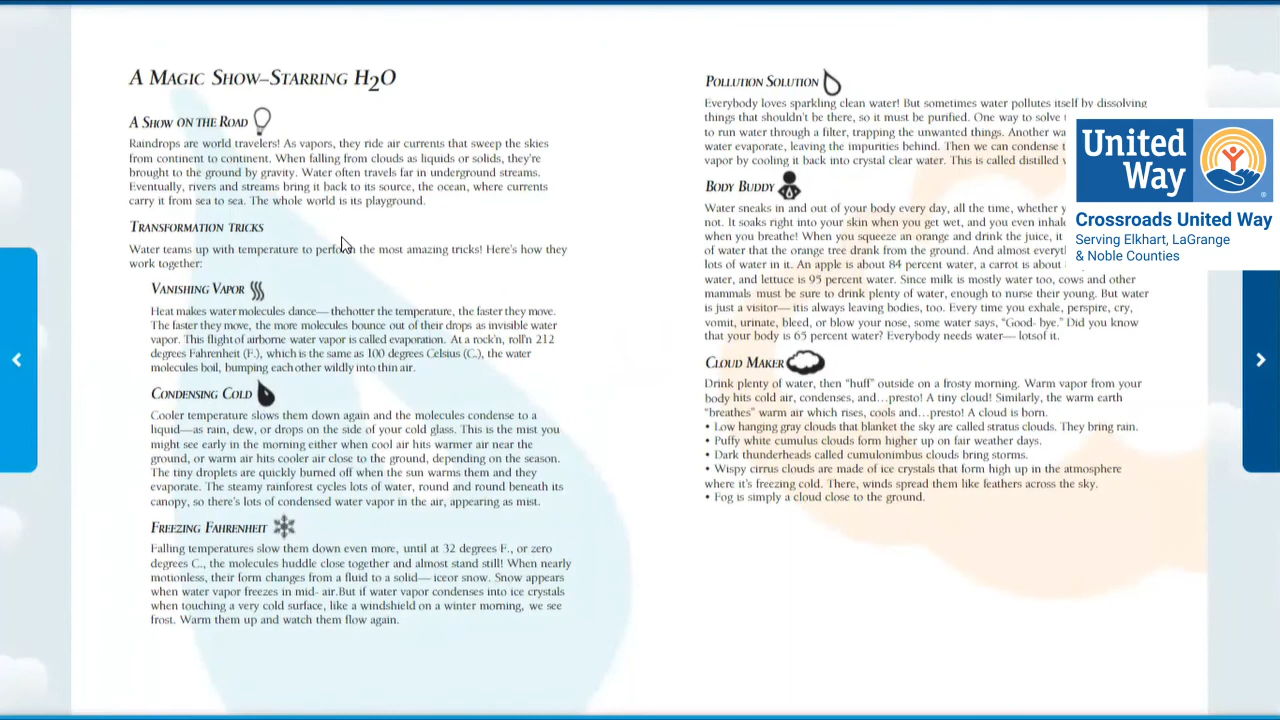 A Magic Show–Starring H2O
A Show on the Road
Raindrops are world travelers! As vapors, they ride air currents that sweep the skies
from continent to continent. When falling from clouds as liquids or solids, they're
brought to the ground by gravity. Water often travels far in underground streams.
Eventually, rivers and streams bring it back to its source, the ocean, where currents
carry it from sea to sea. The whole world is its playground.
Transformation Tricks
Water teams up with temperature to perform the most amazing tricks! Here's how they
work together:
Vanishing Vapor
Heat makes water molecules dance— thehotter the temperature, the faster they move.
The faster they move, the more molecules bounce out of their drops as invisible water
vapor. This flight of airborne water vapor is called evaporation. At a rock'n, roll'n 212
degrees Fahrenheit (F.), which is the same as 100 degrees Celsius (C.), the water
molecules boil, bumping each other wildly into thin air.
Condensing Cold
Cooler temperature slows them down again and the molecules condense to a
liquid—as rain, dew, or drops on the side of your cold glass. This is the mist you
might see early in the morning either when cool air hits warmer air near the
ground, or warm air hits cooler air close to the ground, depending on the season.
The tiny droplets are quickly burned off when the sun warms them and they
evaporate. The steamy rainforest cycles lots of water, round and round beneath its
canopy, so there's lots of condensed water vapor in the air, appearing as mist.
Freezing Fahrenheit
Falling temperatures slow them down even more, until at 32 degrees F., or zero
degrees C., the molecules huddle close together and almost stand still! When nearly
motionless, their form changes from a fluid to a solid— iceor snow. Snow appears
when water vapor freezes in mid- air.But if water vapor condenses into ice crystals
when touching a very cold surface, like a windshield on a winter morning, we see
frost. Warm them up and watch them flow again.
Pollution Solution
Everybody loves sparkling clean water! But sometimes water pollutes itself by dissolving
things that shouldn't be there, so it must be purified. One way to solve
to run water through a filter, trapping the unwanted things. Another wa
water evaporate, leaving the impurities behind. Then we can condense t
vapor by cooling it back into crystal clear water. This is called distilled
Body Buddy
Water sneaks in and out of your body every day, all the time, whether y
not. It soaks right into your skin when you get wet, and you even inhale
when you breathe! When you squeeze an orange and drink the juice, it
of water that the orange tree drank from the ground. And almost everyt
lots of water in it. An apple is about 84 percent water, a carrot is about
water, and lettuce is 95 percent water. Since milk is mostly water too, cows and other
mammals must be sure to drink plenty of water, enough to nurse their young. But water
is just a visitor— itis always leaving bodies, too. Every time you exhale, perspire, cry,
vomit, urinate, bleed, or blow your nose, some water says, "Good- bye." Did you know
that your body is 65 percent water? Everybody needs water— lotsof it.
Cloud Maker
Drink plenty of water, then "huff" outside on a frosty morning. Warm vapor from your
body hits cold air, condenses, and...presto! A tiny cloud! Similarly, the warm earth
"breathes" warm air which rises, cools and...presto! A cloud is born.
• Low hanging gray clouds that blanket the sky are called stratus clouds. They bring rain.
• Puffy white cumulus clouds form higher up on fair weather days.
• Dark thunderheads called cumulonimbus clouds bring storms.
• Wispy cirrus clouds are made of ice crystals that form high up in the atmosphere
where it's freezing cold. There, winds spread them like feathers across the sky.
• Fog is simply a cloud close to the ground.
United
Way
Crossroads United Way
Serving Elkhart, LaGrange
& Noble Counties